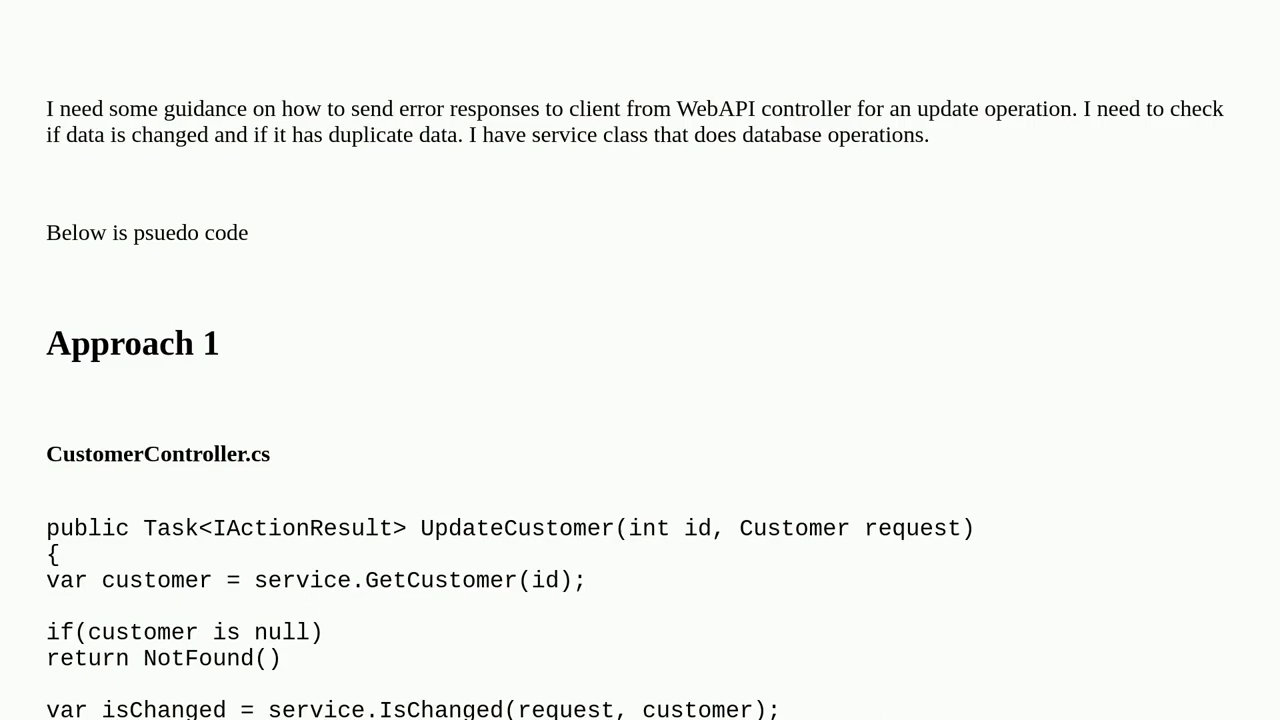 I need some guidance on how to send error responses to client from WebAPI controller for an update operation. I need to check
if data is changed and if it has duplicate data. I have service class that does database operations.
Below is psuedo code
Approach 1
CustomerController.cs
public Task<IActionResult> UpdateCustomer(int id, Customer request)
{
var customer = service.GetCustomer(id);
if(customer is null)
return NotFound()
var isChanged = service.IsChanged(request, customer);